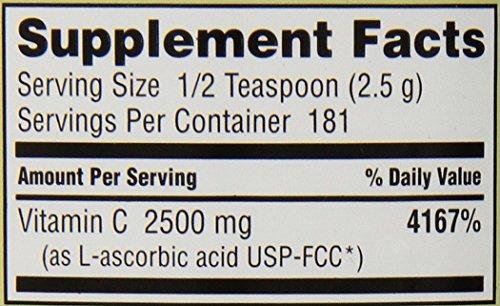 Supplement Facts
Serving Size 1/2 Teaspoon (2.5 g)
Servings Per Container 181
Amount Per Serving % Daily Value
Vitamin C 2500 mg 4167%
(as L-ascorbic acid USP-FCC*)